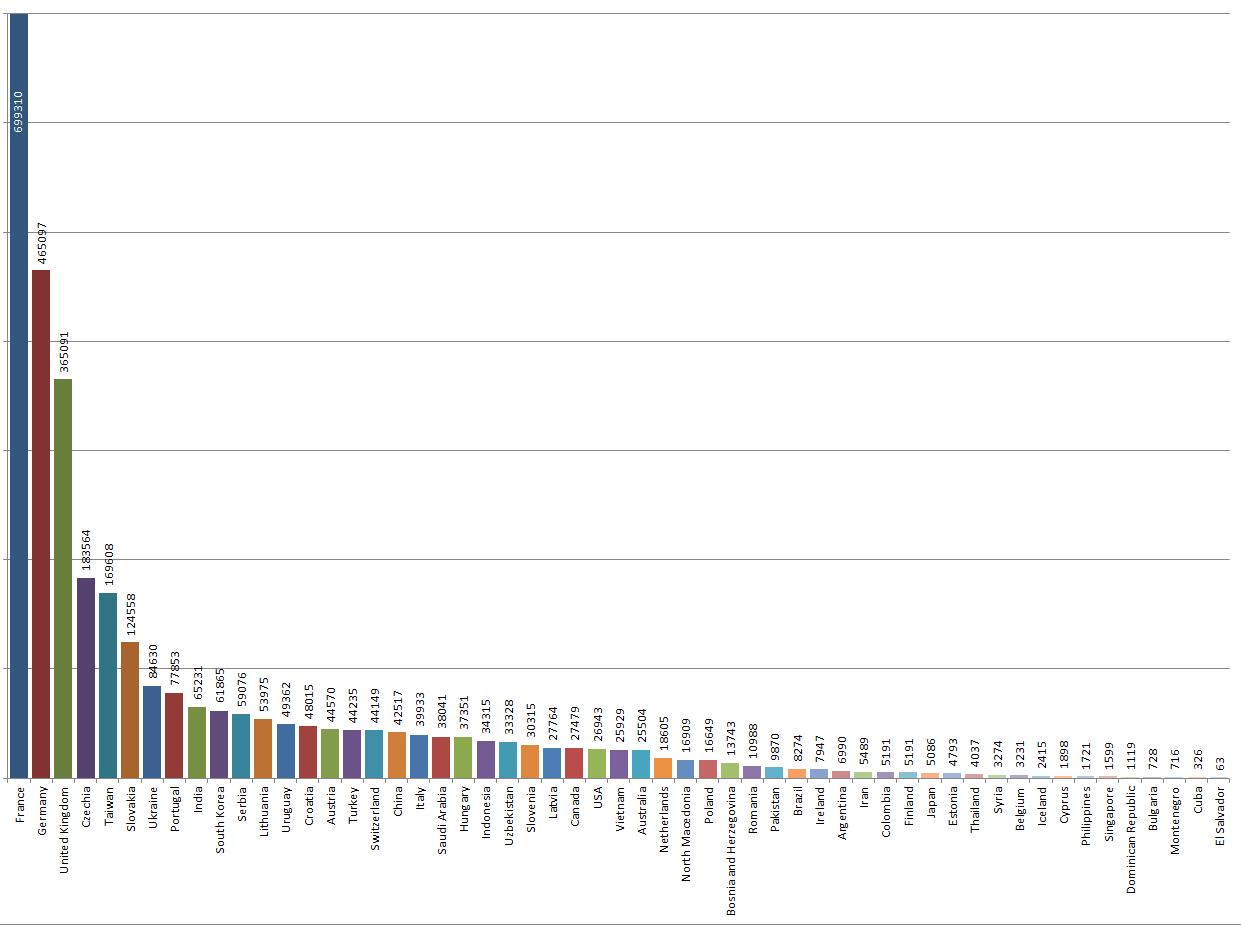 699310
465097
365091
183564
169608
124558
84630
77853
65231
61865
59076
53975
49362
48015
44570
44235
44149
42517
39933
38041
37351
34315
33328
30315
27764
27479
26943
25929
25504
18605
16909
16649
13743
10988
9870
8274
7947
6990
5489
5191
5191
5086
4793
4037
3274
3231
2415
1898
1721
1599
1119
728
716
326
63
France
Germany
United Kingdom
Czechia
Taiwan
Slovakia
Ukraine
Portugal
India
South Korea
Serbia
Lithuania
Uruguay
Croatia
Austria
Turkey
Switzerland
China
Italy
Saudi Arabia
Hungary
Indonesia
Uzbekistan
Slovenia
Latvia
Canada
USA
Vietnam
Australia
Netherlands
North Macedonia
Poland
Bosnia and Herzegovina
Romania
Pakistan
Brazil
Ireland
Argentina
Iran
Colombia
Finland
Japan
Estonia
Thailand
Syria
Belgium
Iceland
Cyprus
Philippines
Singapore
Dominican Republic
Bulgaria
Montenegro
Cuba
El Salvador